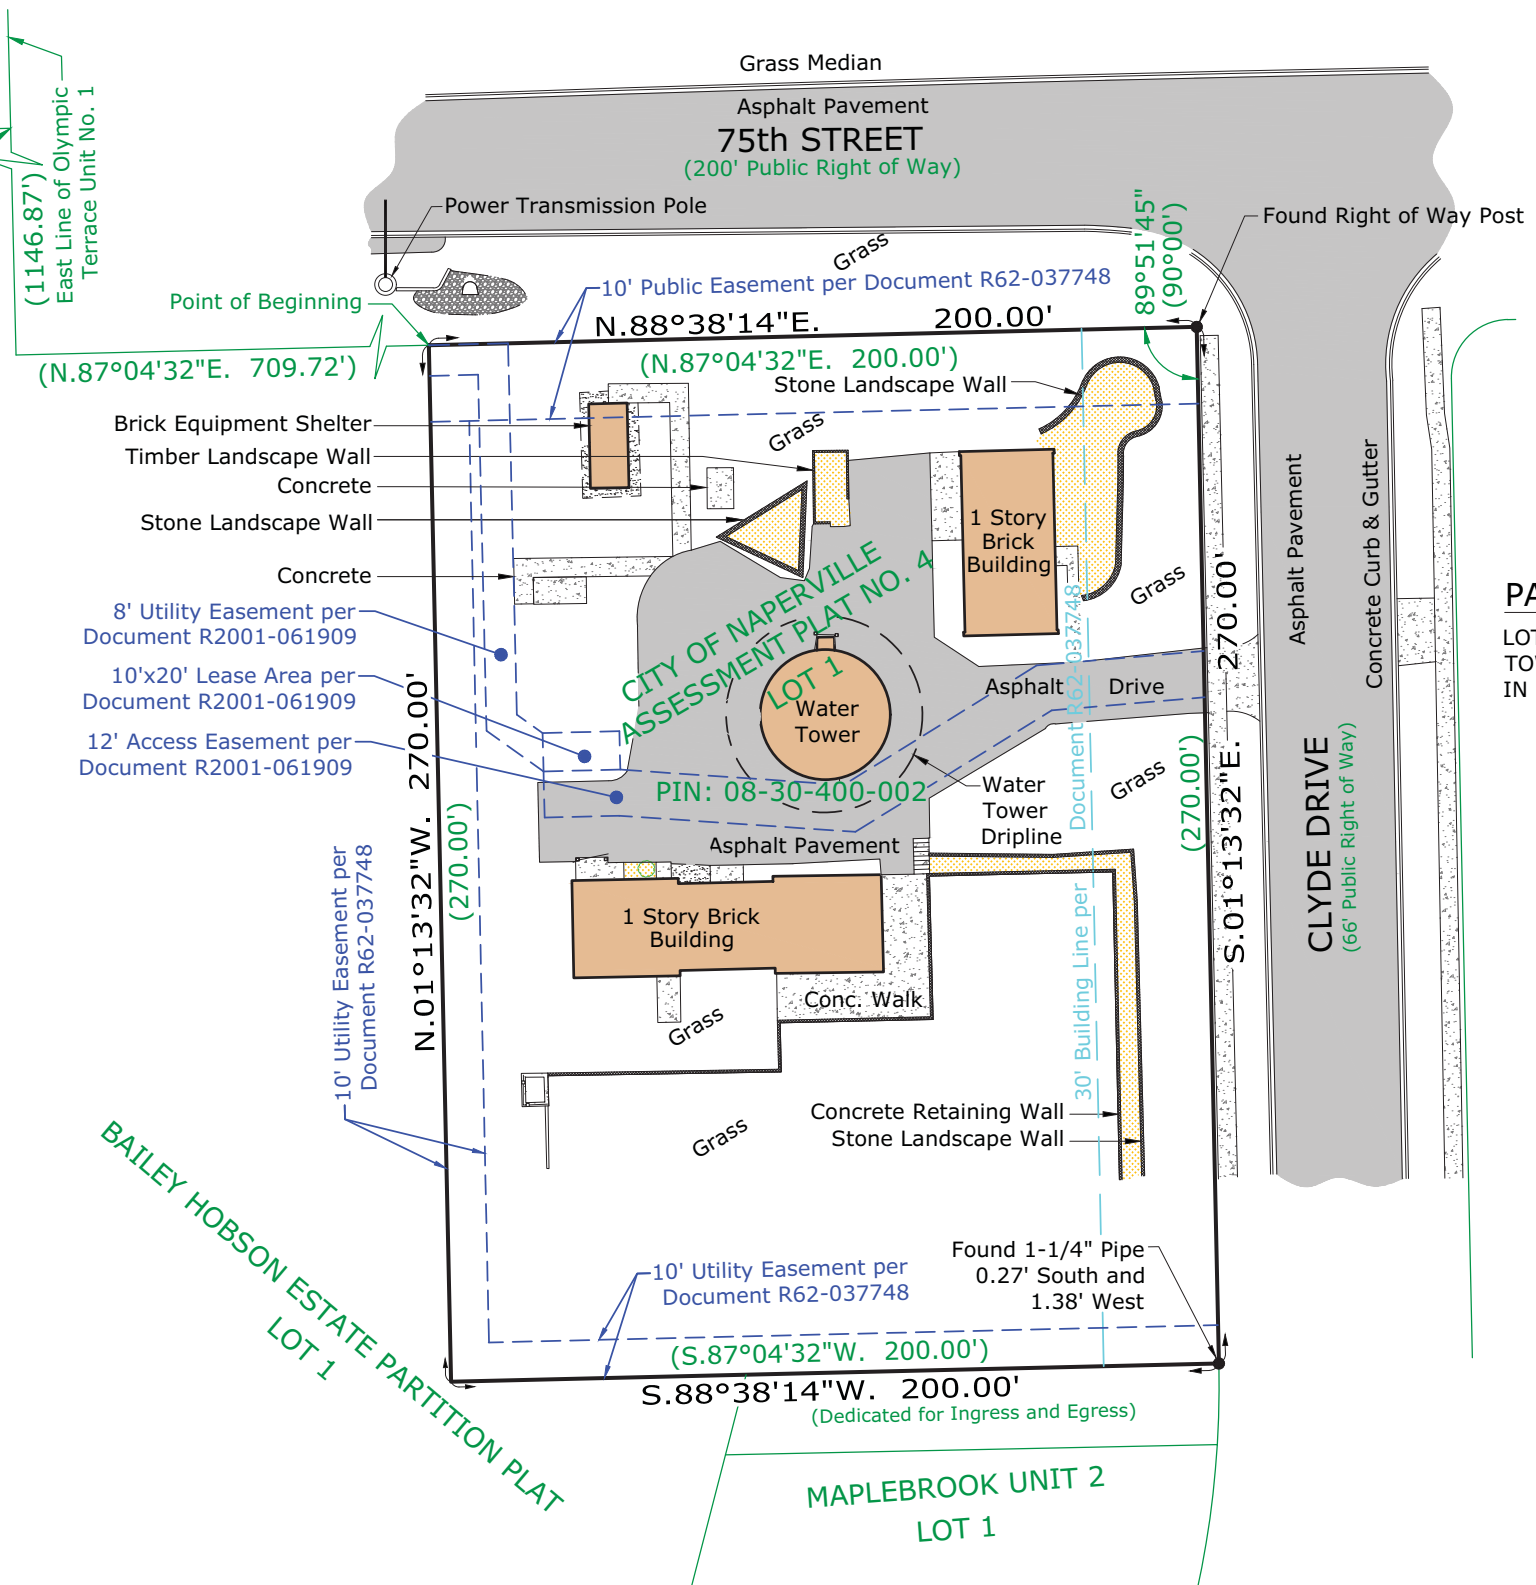 Grass Median
Asphalt Pavement
75th STREET
(200' Public Right of Way)
(1146.87')
East Line of Olympic
Terrace Unit No. 1
Power Transmission Pole
Grass
89°51'45"
(90°00')
Found Right of Way Post
Point of Beginning
10' Public Easement per Document R62-037748
N.88°38'14"E. 200.00'
(N.87°04'32"E. 709.72')
(N.87°04'32"E. 200.00')
Stone Landscape Wall
Brick Equipment Shelter
Grass
Timber Landscape Wall
Concrete
Stone Landscape Wall
1 Story
Brick
Building
Concrete
Grass
Asphalt Pavement
Concrete Curb & Gutter
PA
LOT
TO
IN
8' Utility Easement per
Document R2001-061909
CITY OF NAPERVILLE
ASSESSMENT PLAT NO. 4
LOT 1
10'x20' Lease Area per
Document R2001-061909
Water
Tower
Asphalt Drive
12' Access Easement per
Document R2001-061909
PIN: 08-30-400-002
Water
Tower
Dripline
Grass
N.01°13'32"W. 270.00'
(270.00')
S.01°13'32"E. 270.00'
(270.00')
CLYDE DRIVE
(66' Public Right of Way)
30' Building Line per Document R62-037748
Asphalt Pavement
10' Utility Easement per
Document R62-037748
1 Story Brick
Building
Conc. Walk
Grass
Grass
Concrete Retaining Wall
Stone Landscape Wall
BAILEY HOBSON ESTATE PARTITION PLAT
LOT 1
10' Utility Easement per
Document R62-037748
Found 1-1/4" Pipe
0.27' South and
1.38' West
(S.87°04'32"W. 200.00')
S.88°38'14"W. 200.00'
(Dedicated for Ingress and Egress)
MAPLEBROOK UNIT 2
LOT 1